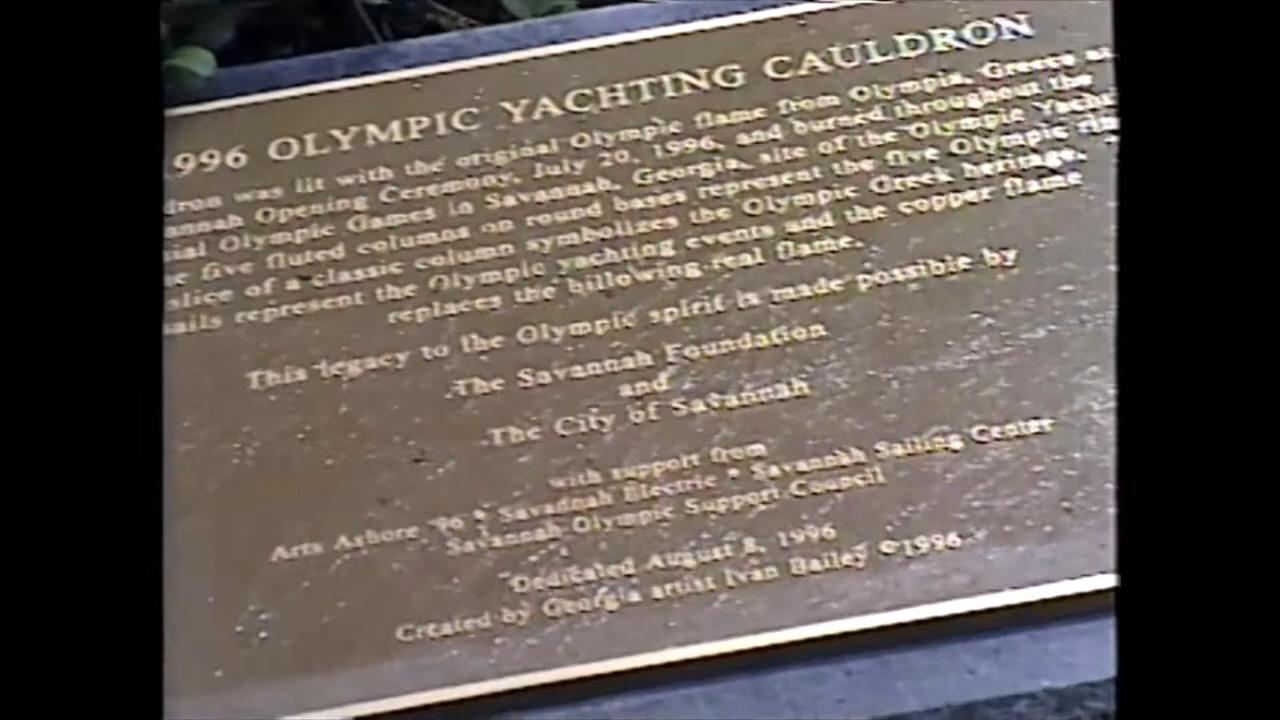 996 OLYMPIC YACHTING CAULDRON
dron was lit with the original Olympic flame from Olympia, Greece
annah Opening Ceremony, July 20, 1996, and burned throughout the
ial Olympic Games in Savannah, Georgia, site of the Olympic Yacht
e five fluted columns on round bases represent the five Olympic rin
slice of a classic column symbolizes the Olympic Greek heritage.
ails represent the Olympic yachting events and the copper flame
replaces the billowing real flame.
This legacy to the Olympic spirit is made possible by
The Savannah Foundation
and
The City of Savannah
with support from
Arts Ashore '96 • Savannah Electric • Savannah Sailing Center
Savannah Olympic Support Council
Dedicated August 8, 1996
Created by Georgia artist Ivan Bailey ©1996